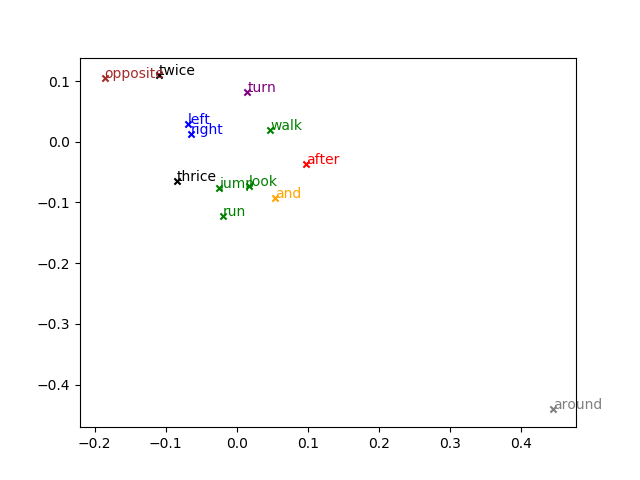 opposite
twice
turn
left
right
walk
after
thrice
jump
look
and
run
around
0.1
0.0
−0.1
−0.2
−0.3
−0.4
−0.2
−0.1
0.0
0.1
0.2
0.3
0.4